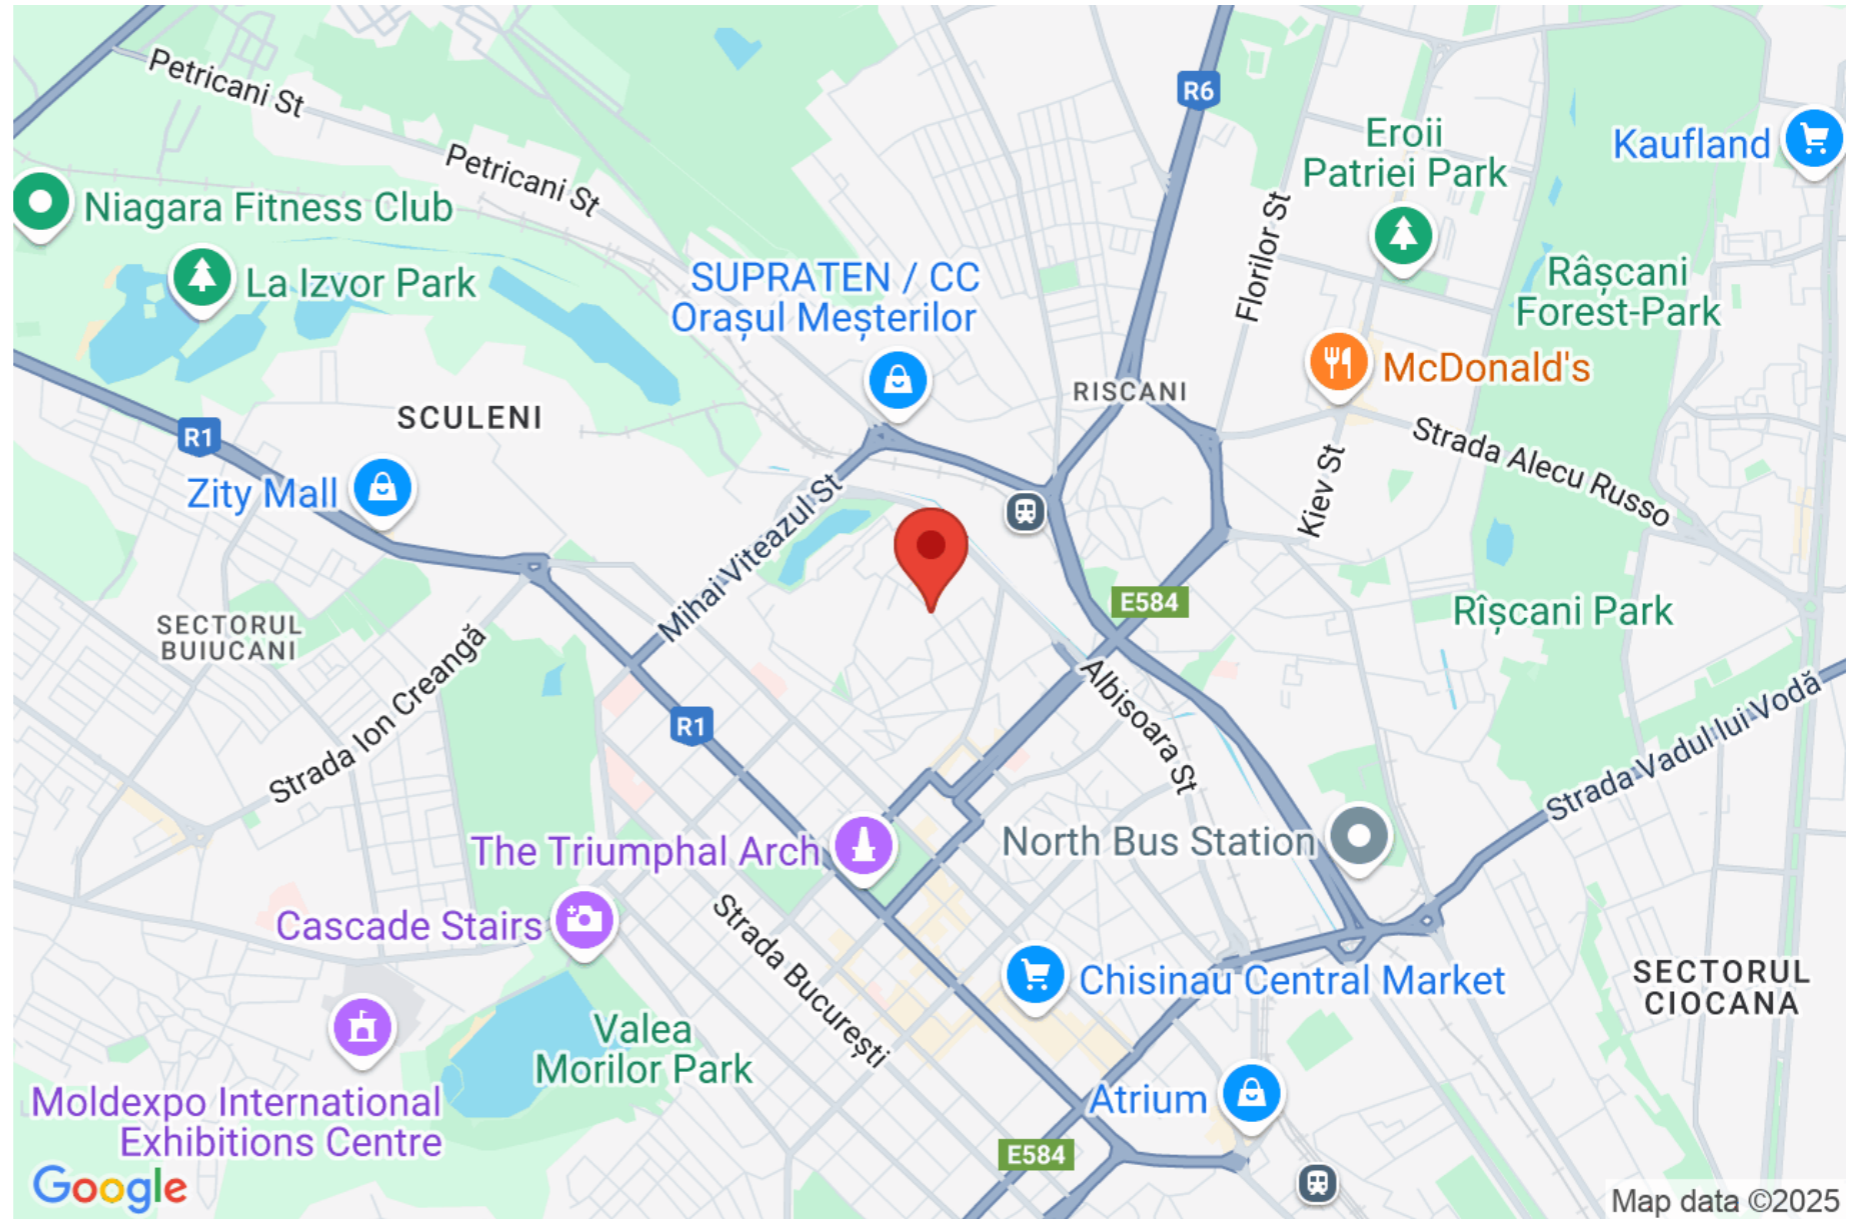 Petricani St
R6
Eroii
Patriei Park
Kaufland
Petricani St
Niagara Fitness Club
La Izvor Park
Florilor St
SUPRATEN / CC
Orașul Meșterilor
Râșcani
Forest-Park
RISCANI
McDonald's
SCULENI
R1
Strada Alecu Russo
Zity Mall
Kiev St
Mihai Viteazul St
E584
Rîșcani Park
SECTORUL
BUIUCANI
Strada Ion Creangă
R1
Albisoara St
Strada Vadul lui Vodă
The Triumphal Arch
North Bus Station
Cascade Stairs
Strada București
Chisinau Central Market
SECTORUL
CIOCANA
Valea
Morilor Park
Moldexpo International
Exhibitions Centre
Atrium
E584
Google
Map data ©2025